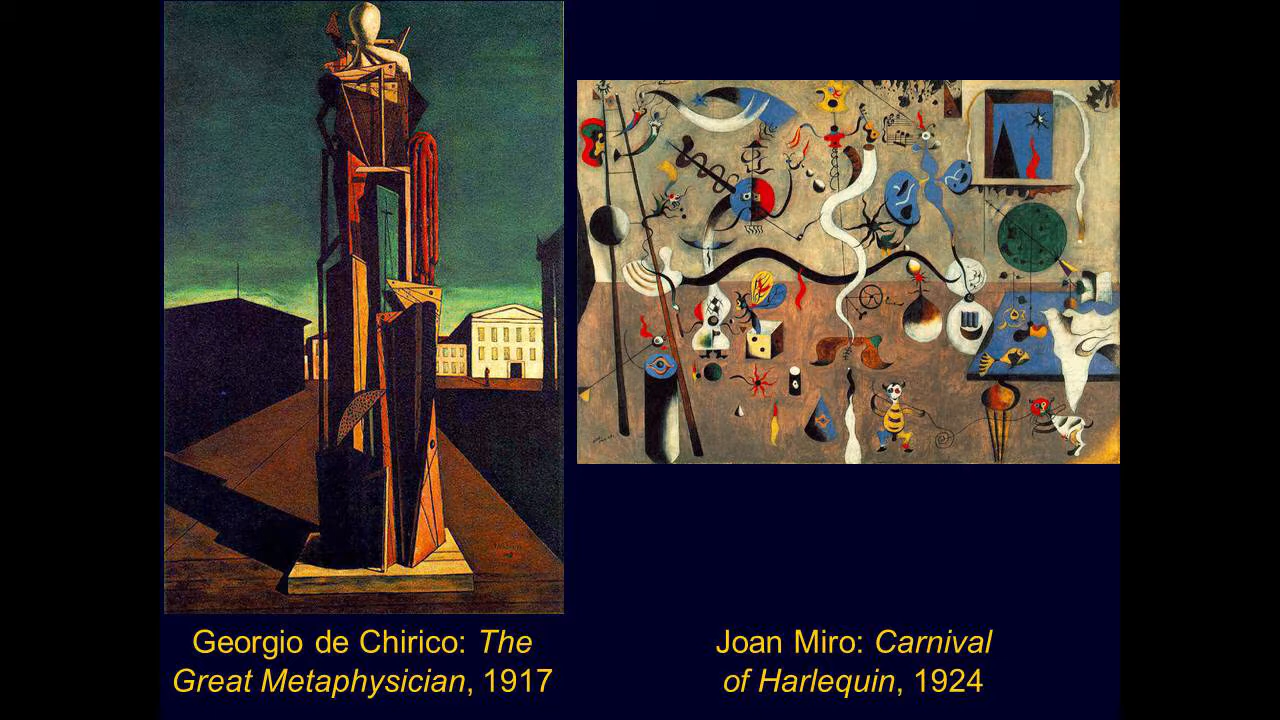 Georgio de Chirico: The
Great Metaphysician, 1917
Joan Miro: Carnival
of Harlequin, 1924